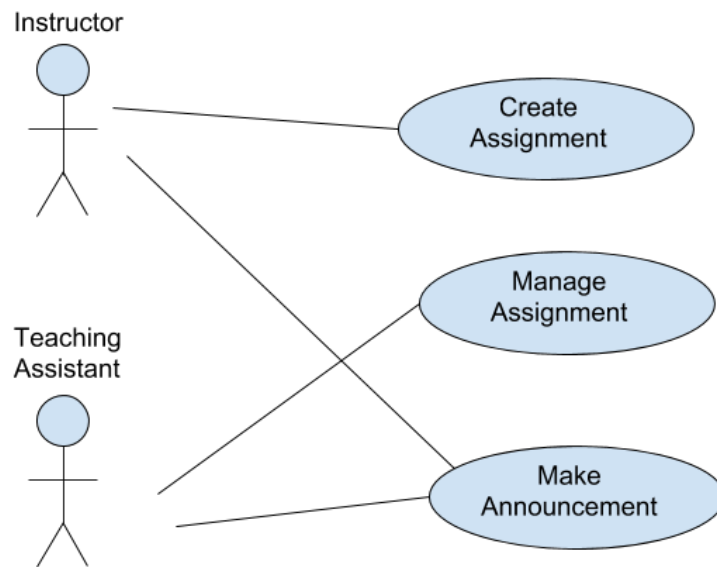 Instructor
Create
Assignment
Manage
Assignment
Teaching
Assistant
Make
Announcement